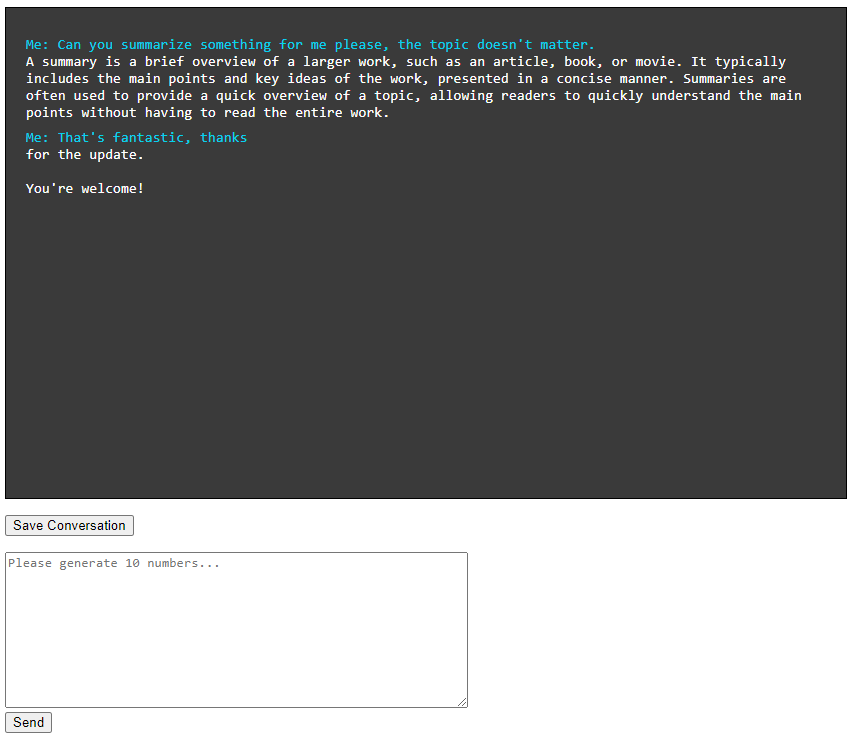 Me: Can you summarize something for me please, the topic doesn't matter.
A summary is a brief overview of a larger work, such as an article, book, or movie. It typically
includes the main points and key ideas of the work, presented in a concise manner. Summaries are
often used to provide a quick overview of a topic, allowing readers to quickly understand the main
points without having to read the entire work.
Me: That's fantastic, thanks
for the update.
You're welcome!
Save Conversation
Please generate 10 numbers...
Send